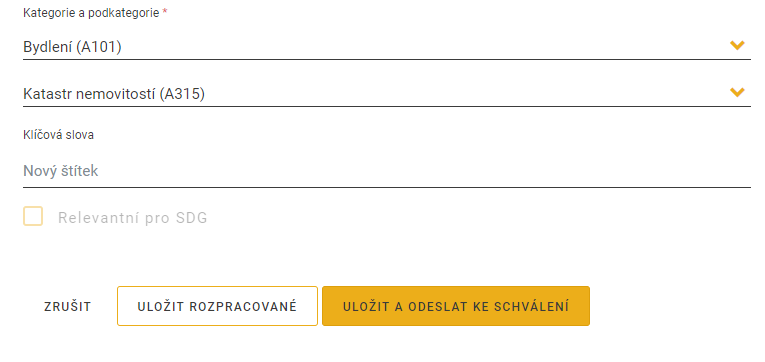 Kategorie a podkategorie *
Bydlení (A101)
Katastr nemovitostí (A315)
Klíčová slova
Nový štítek
Relevantní pro SDG
ZRUŠIT
ULOŽIT ROZPRACOVANÉ
ULOŽIT A ODESLAT KE SCHVÁLENÍ